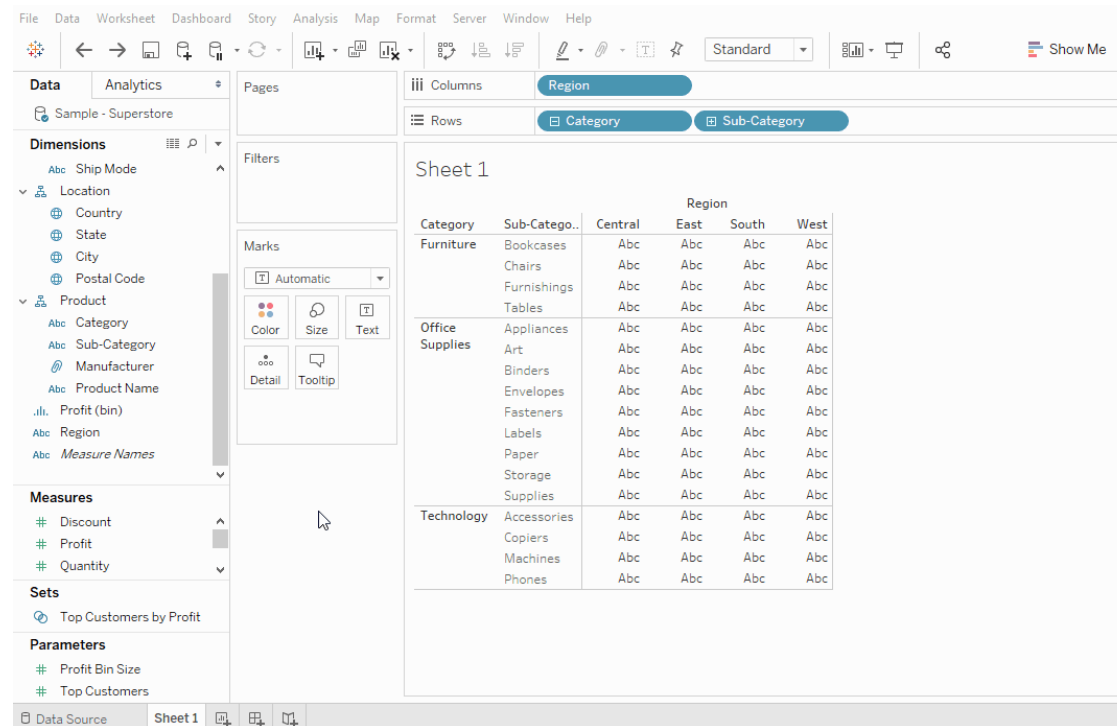 File Data Worksheet Dashboard Story Analysis Map Format Server Window Help
Standard Show Me
Data Analytics
Sample - Superstore
Dimensions
Abc Ship Mode
Location
Country
State
City
Postal Code
Product
Abc Category
Abc Sub-Category
Manufacturer
Abc Product Name
Profit (bin)
Abc Region
Abc Measure Names
Measures
# Discount
# Profit
# Quantity
Sets
Top Customers by Profit
Parameters
# Profit Bin Size
# Top Customers
Pages
Filters
Marks
T Automatic
Color Size Text
Detail Tooltip
Columns Region
Rows Category Sub-Category
Sheet 1
Region
Category Sub-Catego.. Central East South West
Furniture Bookcases Abc Abc Abc Abc
Chairs Abc Abc Abc Abc
Furnishings Abc Abc Abc Abc
Tables Abc Abc Abc Abc
Office Supplies Appliances Abc Abc Abc Abc
Art Abc Abc Abc Abc
Binders Abc Abc Abc Abc
Envelopes Abc Abc Abc Abc
Fasteners Abc Abc Abc Abc
Labels Abc Abc Abc Abc
Paper Abc Abc Abc Abc
Storage Abc Abc Abc Abc
Supplies Abc Abc Abc Abc
Technology Accessories Abc Abc Abc Abc
Copiers Abc Abc Abc Abc
Machines Abc Abc Abc Abc
Phones Abc Abc Abc Abc
Data Source Sheet 1